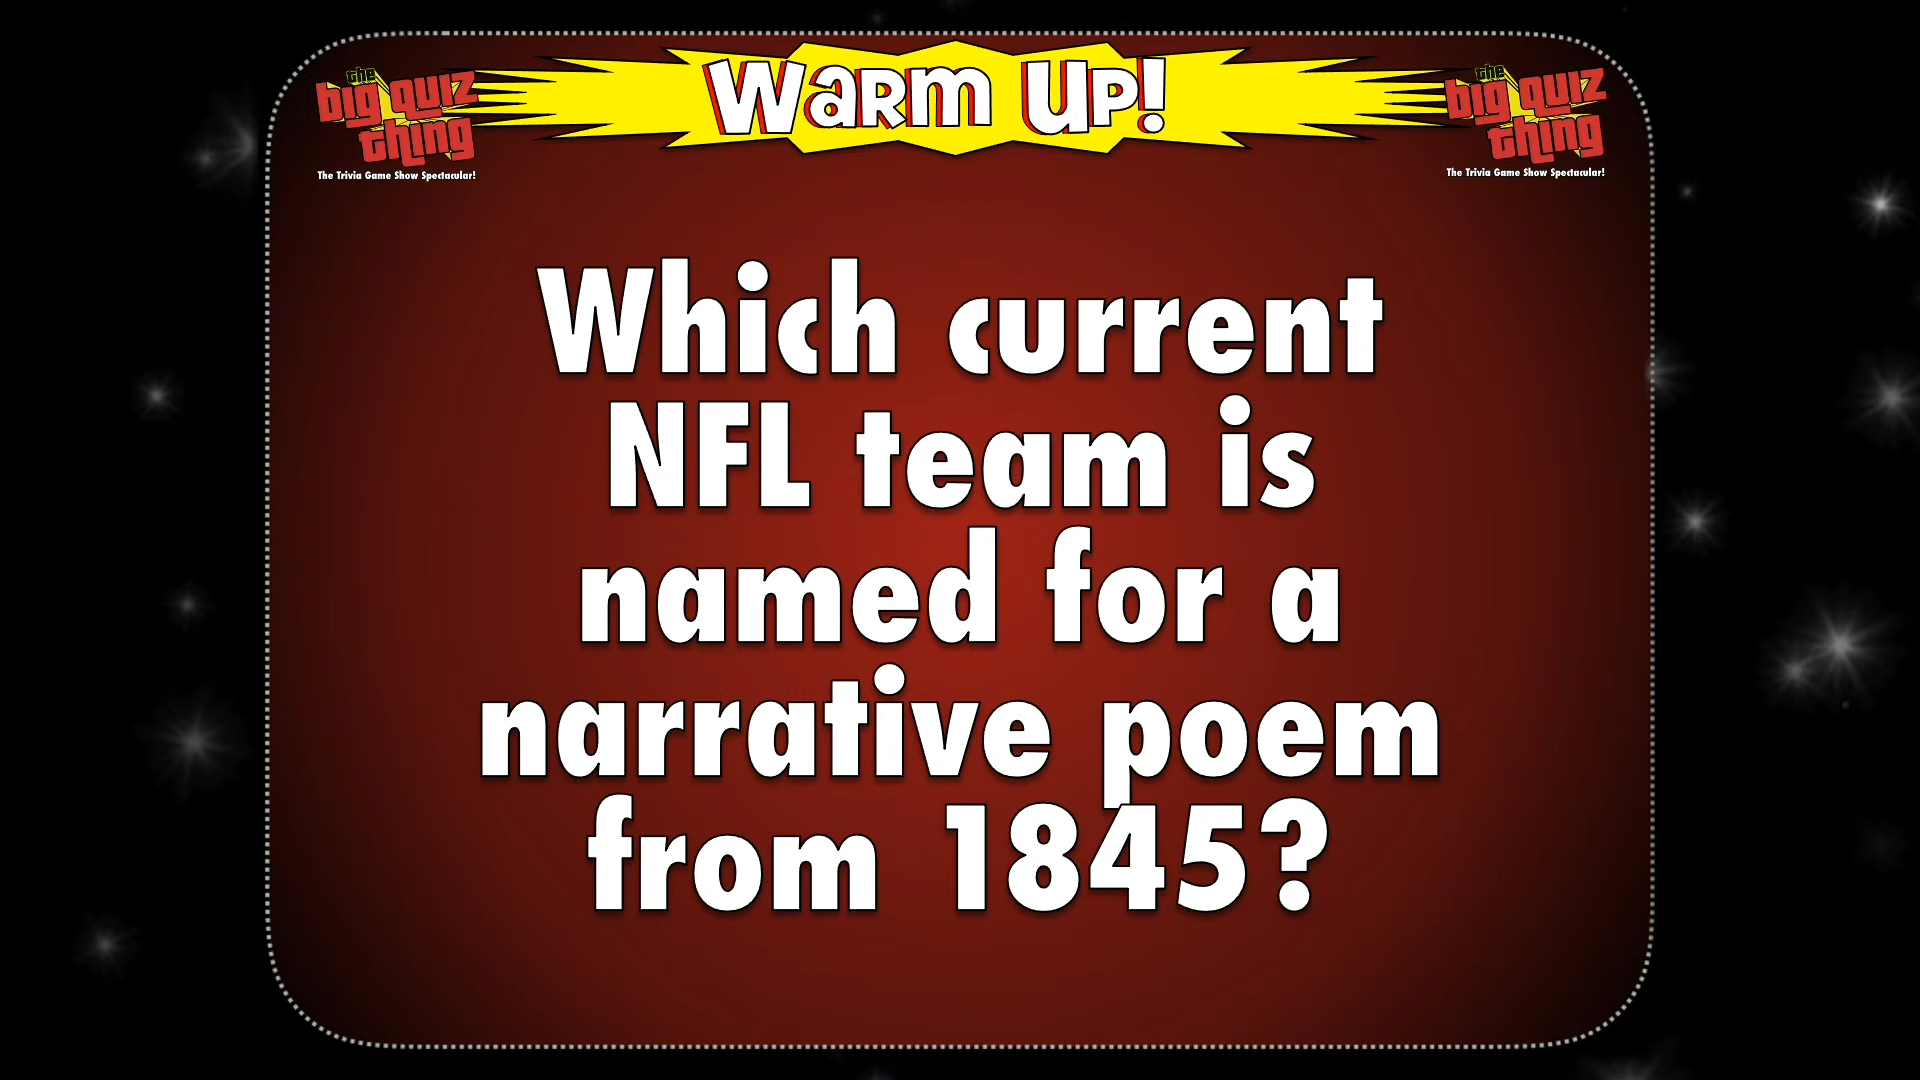 Warm Up!
the
big quiz
thing
The Trivia Game Show Spectacular!
the
big quiz
thing
The Trivia Game Show Spectacular!
Which current
NFL team is
named for a
narrative poem
from 1845?